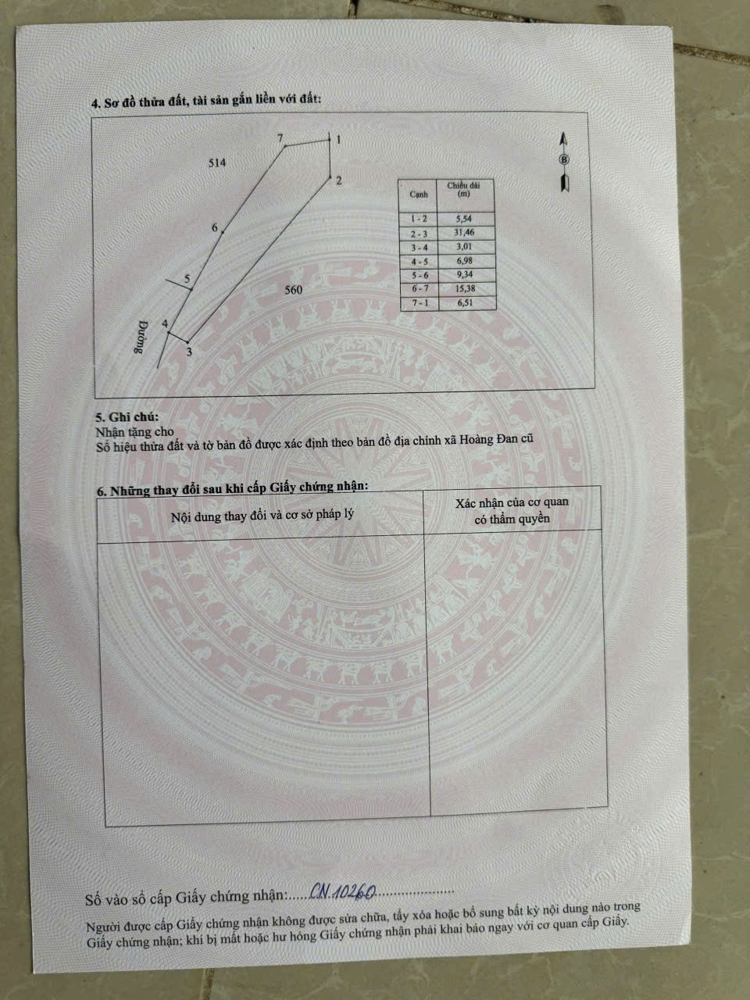 4. Sơ đồ thửa đất, tài sản gắn liền với đất:
7
1
514
B
2
Cạnh Chiều dài (m)
1 - 2 5,54
2 - 3 31,46
3 - 4 3,01
4 - 5 6,98
5 - 6 9,34
6 - 7 15,38
7 - 1 6,51
6
5
560
4
Đường
3
5. Ghi chú:
Nhận tặng cho
Số hiệu thửa đất và tờ bản đồ được xác định theo bản đồ địa chính xã Hoàng Đan cũ
6. Những thay đổi sau khi cấp Giấy chứng nhận:
Nội dung thay đổi và cơ sở pháp lý
Xác nhận của cơ quan
có thẩm quyền
Số vào sổ cấp Giấy chứng nhận:......CN.10260......................
Người được cấp Giấy chứng nhận không được sửa chữa, tẩy xóa hoặc bổ sung bất kỳ nội dung nào trong
Giấy chứng nhận; khi bị mất hoặc hư hỏng Giấy chứng nhận phải khai báo ngay với cơ quan cấp Giấy.